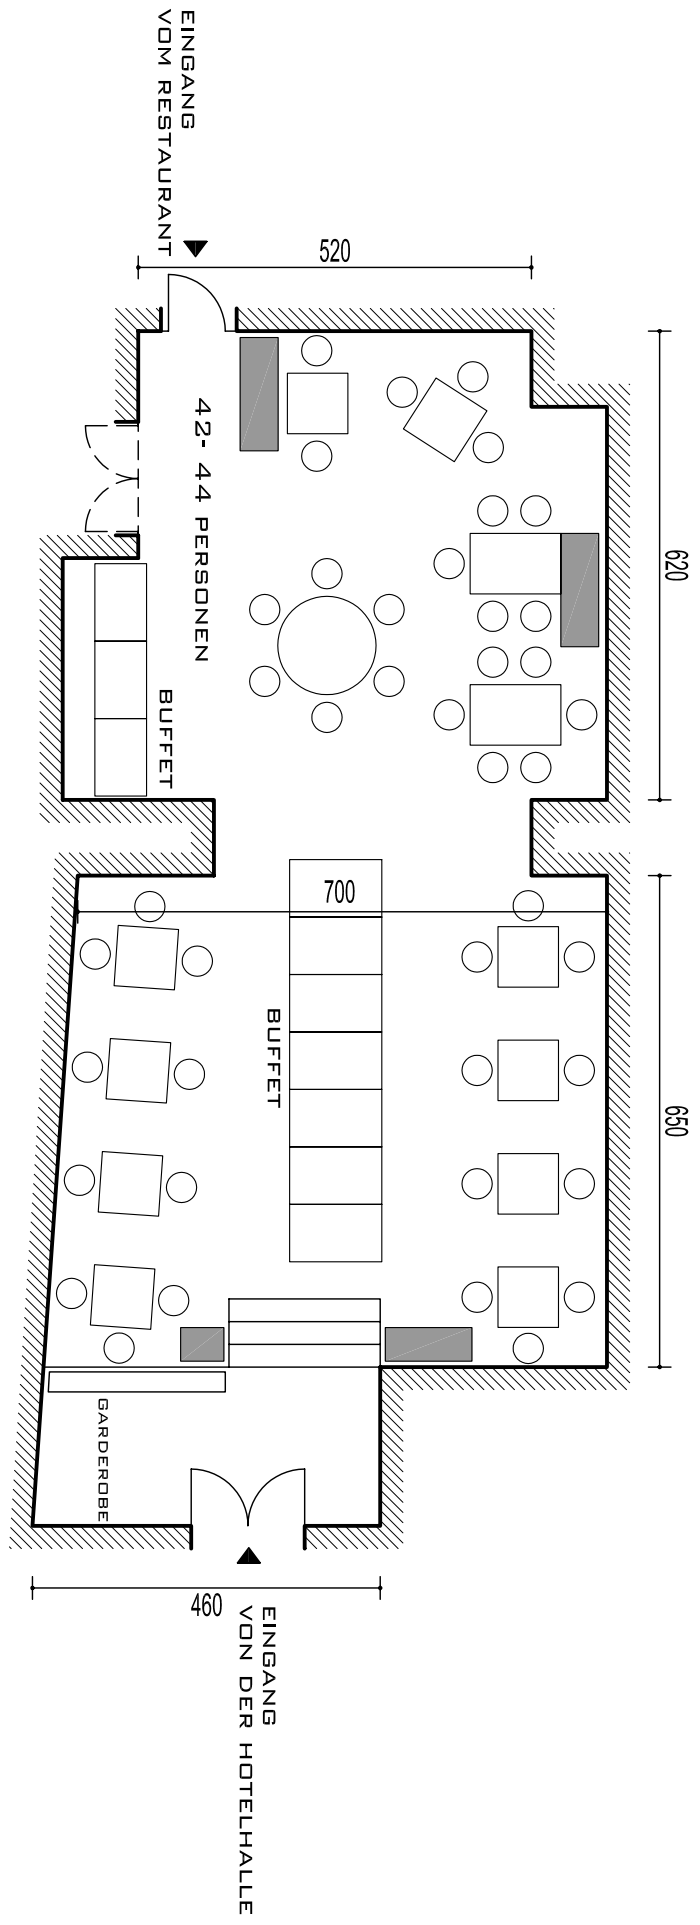 EINGANG
VOM RESTAURANT
520
42- 44 PERSONEN
620
BUFFET
700
BUFFET
650
GARDEROBE
460
EINGANG
VON DER HOTELHALLE